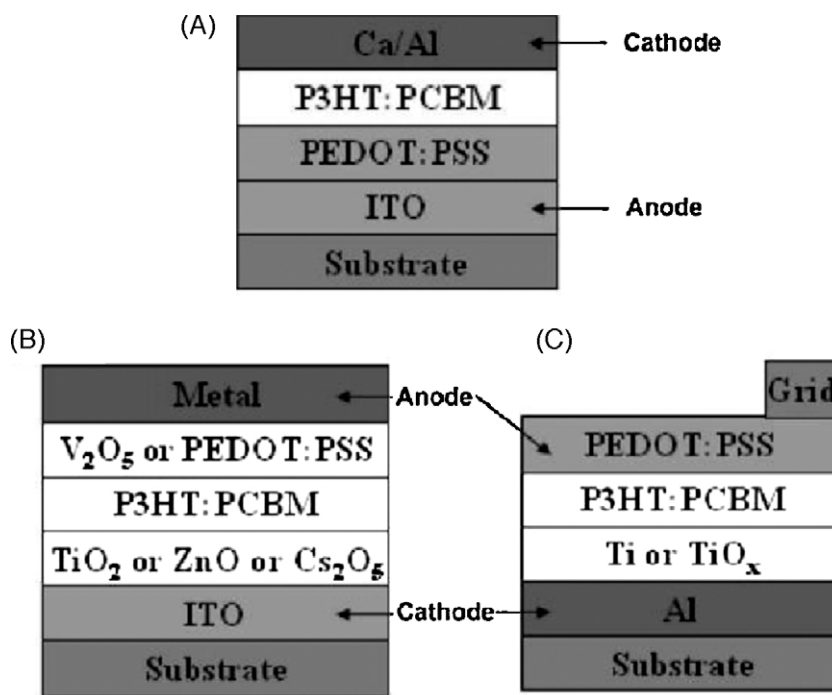 (A)
Ca/Al
Cathode
P3HT:PCBM
PEDOT:PSS
ITO
Anode
Substrate
(B)
Metal
Anode
V₂O₅ or PEDOT:PSS
P3HT:PCBM
TiO₂ or ZnO or Cs₂O₅
ITO
Cathode
Substrate
(C)
Grid
PEDOT:PSS
P3HT:PCBM
Ti or TiOₓ
Al
Substrate